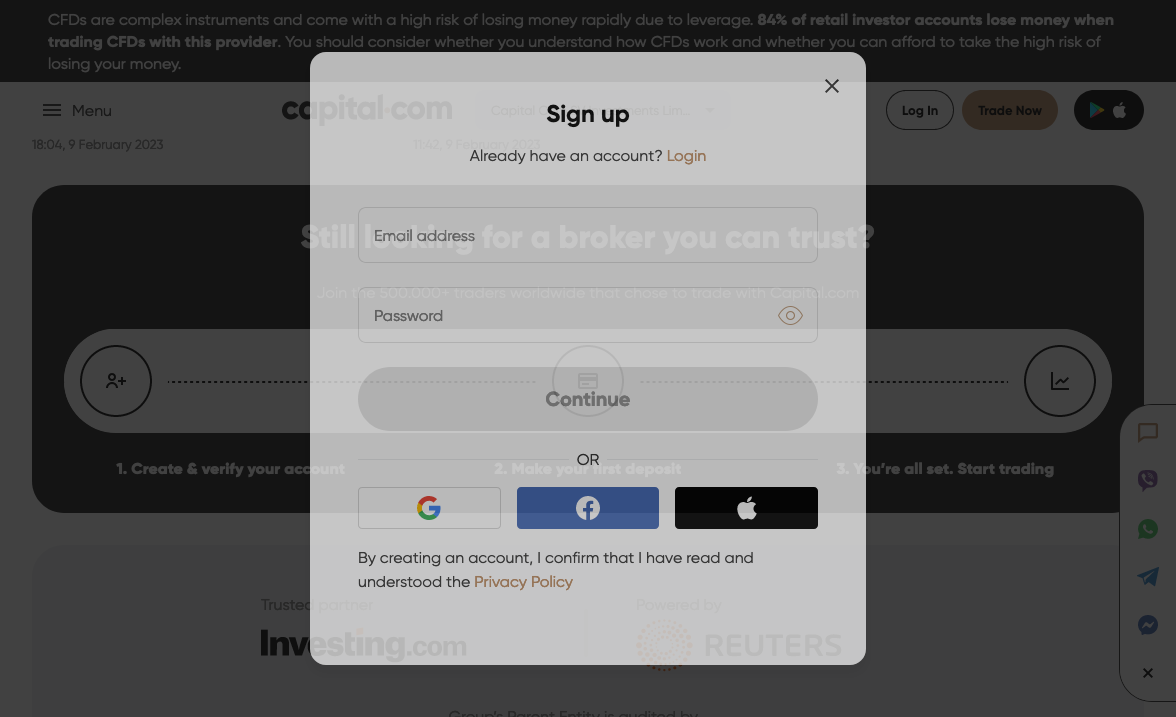 CFDs are complex instruments and come with a high risk of losing money rapidly due to leverage. 84% of retail investor accounts lose money when
trading CFDs with this provider. You should consider whether you understand how CFDs work and whether you can afford to take the high risk of
losing your money.
Menu
capital.com
Log In
Trade Now
18:04, 9 February 2023
11:42, 9 February 2023
Sign up
Already have an account? Login
Still looking for a broker you can trust?
Email address
Join the 500.000+ traders worldwide that chose to trade with Capital.com
Password
Continue
OR
1. Create & verify your account
2. Make your first deposit
3. You're all set. Start trading
By creating an account, I confirm that I have read and
understood the Privacy Policy
Trusted partner
Powered by
Investing.com
REUTERS
Group's Parent Entity is audited by